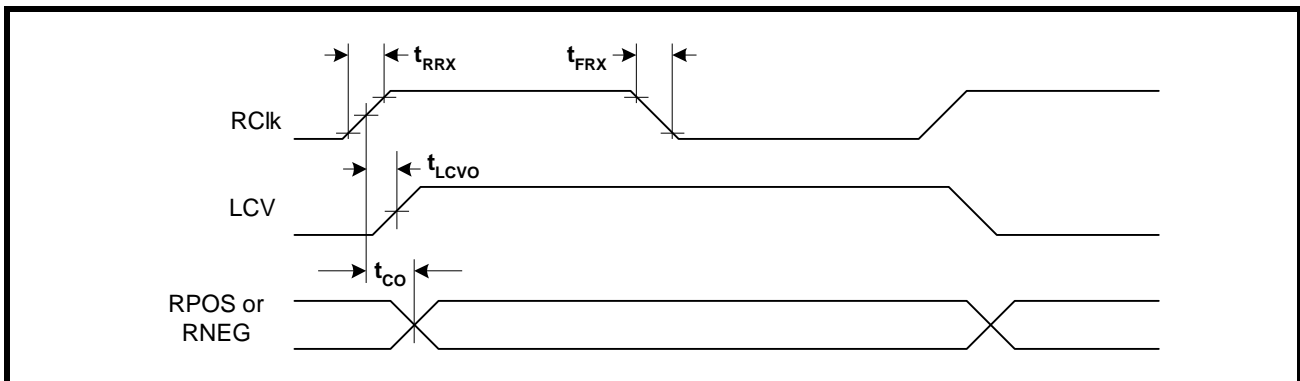 tRRX
tFRX
RClk
tLCVO
LCV
tCO
RPOS or
RNEG